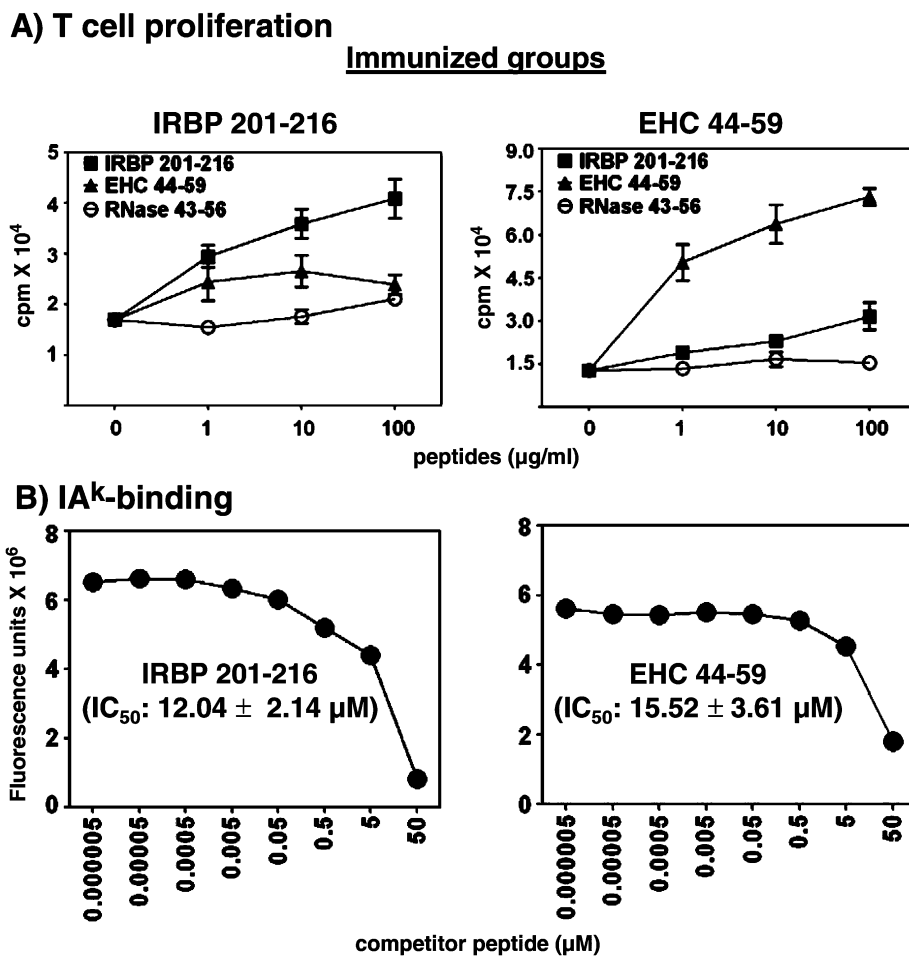 A) T cell proliferation
Immunized groups
IRBP 201-216
5
4
3
2
1
cpm X 10⁴
IRBP 201-216
EHC 44-59
RNase 43-56
0 1 10 100
EHC 44-59
9.0
7.5
6.0
4.5
3.0
1.5
cpm X 10⁴
IRBP 201-216
EHC 44-59
RNase 43-56
0 1 10 100
peptides (µg/ml)
B) IAᵏ-binding
8
6
4
2
0
Fluorescence units X 10⁶
IRBP 201-216
(IC₅₀: 12.04 ± 2.14 µM)
0.000005 0.00005 0.0005 0.005 0.05 0.5 5 50
8
6
4
2
0
EHC 44-59
(IC₅₀: 15.52 ± 3.61 µM)
0.000005 0.00005 0.0005 0.005 0.05 0.5 5 50
competitor peptide (µM)